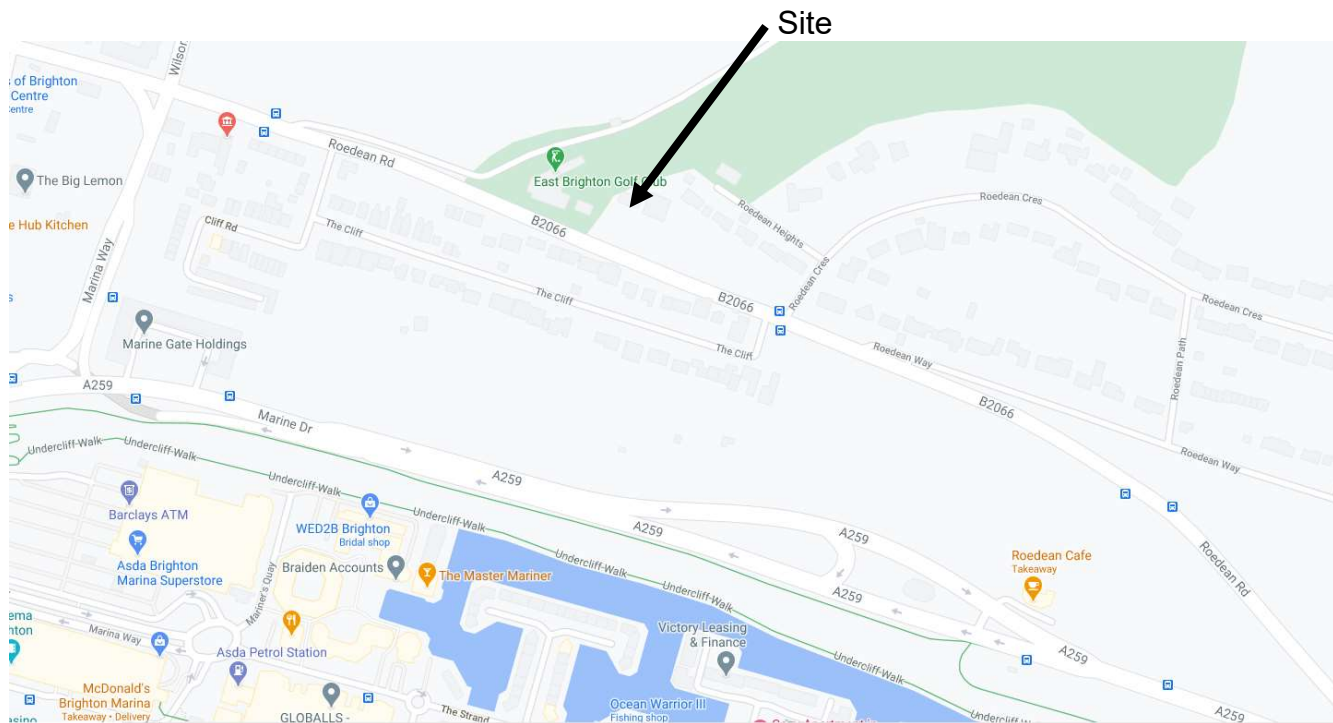 Site
Wilson
s of Brighton
Centre
Centre
Roedean Rd
The Big Lemon
East Brighton Golf Club
Roedean Heights
Roedean Cres
e Hub Kitchen
Cliff Rd
The Cliff
B2066
Marina Way
Roedean Cres
The Cliff
B2066
Roedean Cres
Marine Gate Holdings
The Cliff
Roedean Way
Roedean Path
A259
B2066
Marine Dr
Undercliff-Walk
Undercliff-Walk
Roedean Way
A259
Undercliff-Walk
Barclays ATM
WED2B Brighton
Bridal shop
Undercliff-Walk
A259
A259
Roedean Rd
Asda Brighton
Marina Superstore
Braiden Accounts
The Master Mariner
Undercliff-Walk
Roedean Cafe
Takeaway
Mariner's Quay
Undercliff-Walk
A259
ema
hton
Marina Way
Victory Leasing
& Finance
Asda Petrol Station
Undercliff-Walk
A259
McDonald's
Brighton Marina
Takeaway • Delivery
Ocean Warrior III
Fishing shop
asino
GLOBALLS -
The Strand
A259